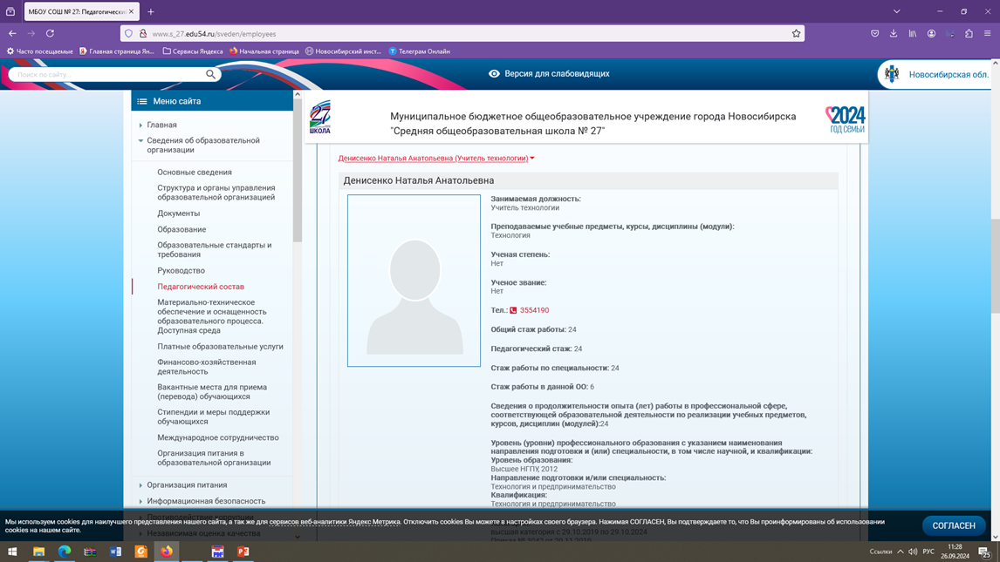 МБОУ СОШ № 27: Педагогически
www.s_27.edu54.ru/sveden/employees
Часто посещаемые
Главная страница Ян...
Сервисы Яндекса
Начальная страница
Новосибирский инст...
Телеграм Онлайн
Поиск по сайту...
Версия для слабовидящих
Новосибирская обл.
Меню сайта
Главная
Сведения об образовательной
организации
Основные сведения
Структура и органы управления
образовательной организацией
Документы
Образование
Образовательные стандарты и
требования
Руководство
Педагогический состав
Материально-техническое
обеспечение и оснащенность
образовательного процесса.
Доступная среда
Платные образовательные услуги
Финансово-хозяйственная
деятельность
Вакантные места для приема
(перевода) обучающихся
Стипендии и меры поддержки
обучающихся
Международное сотрудничество
Организация питания в
образовательной организации
Организация питания
Информационная безопасность
Противодействие коррупции
Независимая оценка качества
27
ШКОЛА
Муниципальное бюджетное общеобразовательное учреждение города Новосибирска
"Средняя общеобразовательная школа № 27"
2024
ГОД СЕМЬИ
Денисенко Наталья Анатольевна (Учитель технологии)
Денисенко Наталья Анатольевна
Занимаемая должность:
Учитель технологии
Преподаваемые учебные предметы, курсы, дисциплины (модули):
Технология
Ученая степень:
Нет
Ученое звание:
Нет
Тел.: 3554190
Общий стаж работы: 24
Педагогический стаж: 24
Стаж работы по специальности: 24
Стаж работы в данной ОО: 6
Сведения о продолжительности опыта (лет) работы в профессиональной сфере,
соответствующей образовательной деятельности по реализации учебных предметов,
курсов, дисциплин (модулей):24
Уровень (уровни) профессионального образования с указанием наименования
направления подготовки и (или) специальности, в том числе научной, и квалификации:
Уровень образования:
Высшее НГПУ, 2012
Направление подготовки и/или специальность:
Технология и предпринимательство
Квалификация:
Технология и предпринимательство
высшая категория с 29.10.2019 по 29.10.2024
Мы используем cookies для наилучшего представления нашего сайта, а так же для сервисов веб-аналитики Яндекс Метрика. Отключить cookies Вы можете в настройках своего браузера. Нажимая СОГЛАСЕН, Вы подтверждаете то, что Вы проинформированы об использовании
cookies на нашем сайте.
СОГЛАСЕН
Ссылки
РУС
11:28
26.09.2024
25